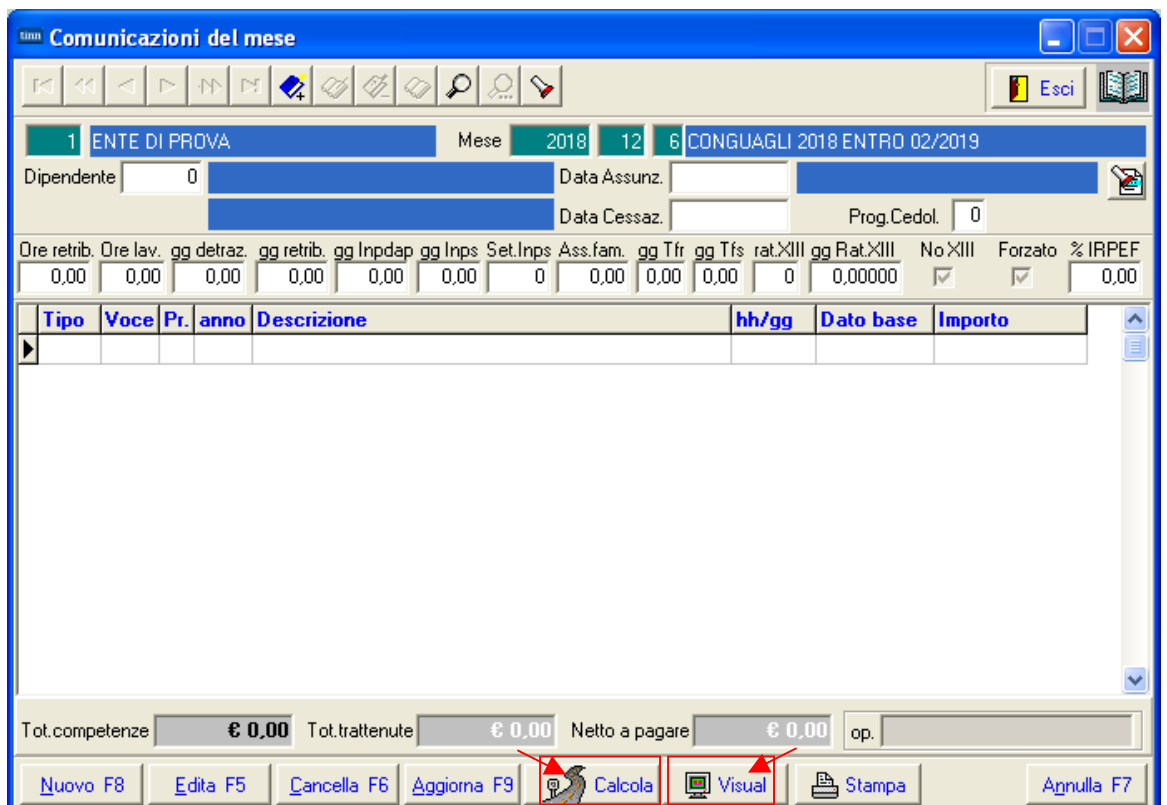 tinn Comunicazioni del mese
Esci
1 ENTE DI PROVA Mese 2018 12 6 CONGUAGLI 2018 ENTRO 02/2019
Dipendente 0 Data Assunz.
Data Cessaz. Prog.Cedol. 0
Ore retrib. Ore lav. gg detraz. gg retrib. gg Inpdap gg Inps Set.Inps Ass.fam. gg Tfr gg Tfs rat.XIII gg Rat.XIII No XIII Forzato % IRPEF
0,00 0,00 0,00 0,00 0,00 0,00 0 0,00 0,00 0,00 0 0,00000 0,00
Tipo Voce Pr. anno Descrizione hh/gg Dato base Importo
Tot.competenze € 0,00 Tot.trattenute € 0,00 Netto a pagare € 0,00 op.
Nuovo F8 Edita F5 Cancella F6 Aggiorna F9 Calcola Visual Stampa Annulla F7